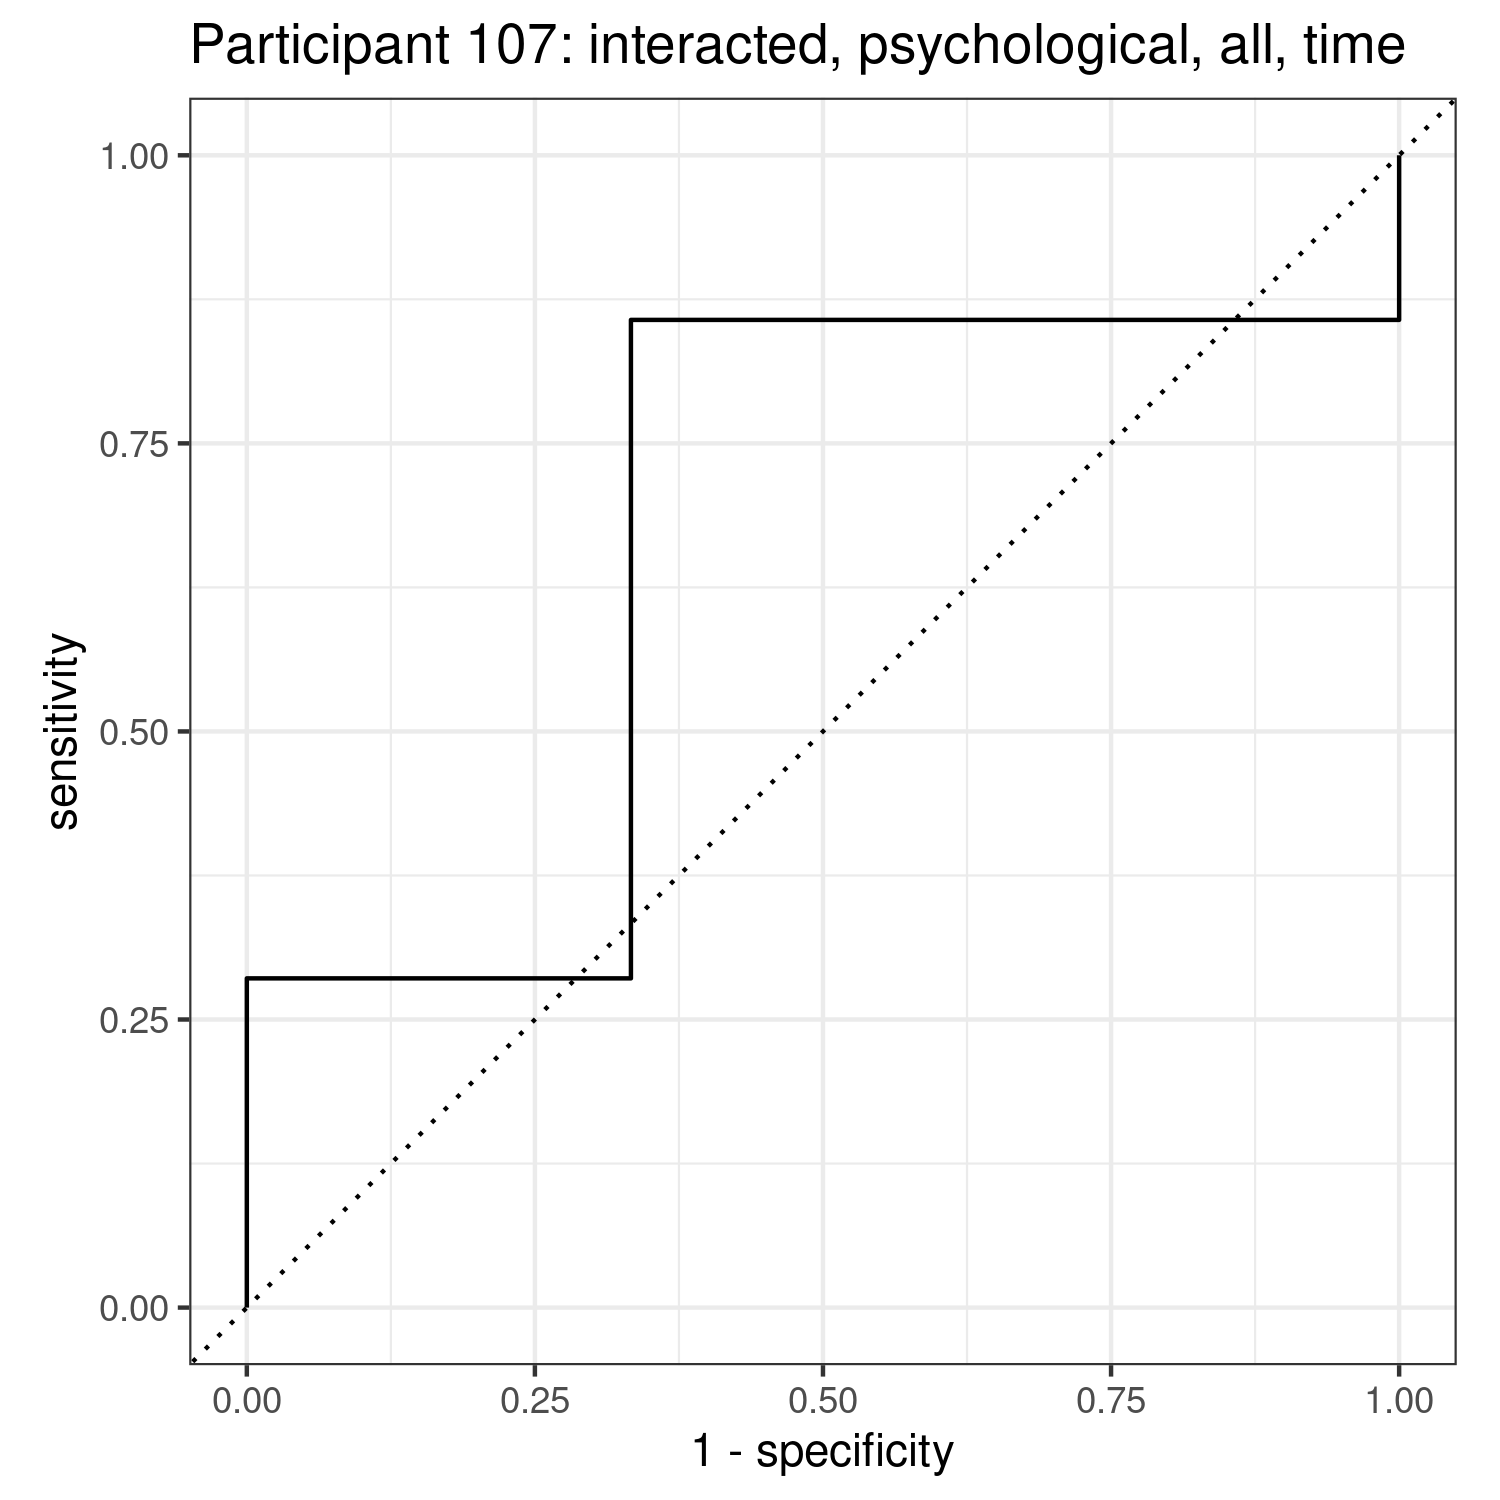 Participant 107: interacted, psychological, all, time
1.00
0.75
0.50
0.25
0.00
sensitivity
0.00 0.25 0.50 0.75 1.00
1 - specificity